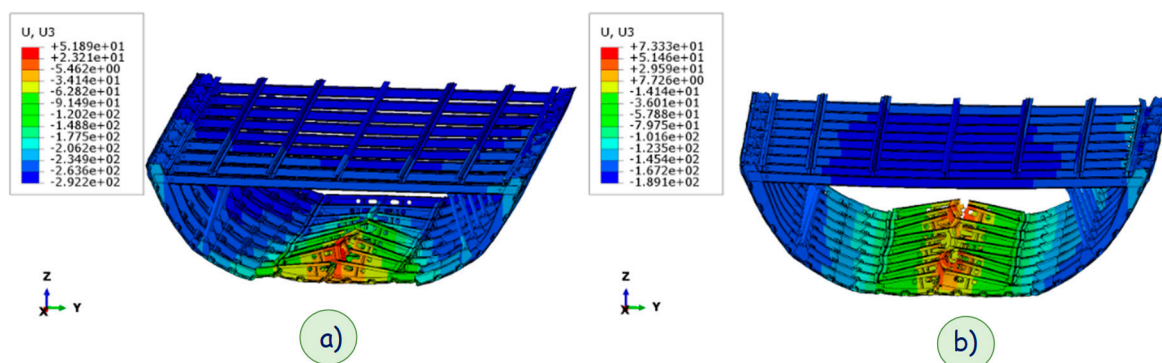 U, U3
+5.189e+01
+2.321e+01
-5.462e+00
-3.414e+01
-6.282e+01
-9.149e+01
-1.202e+02
-1.488e+02
-1.775e+02
-2.062e+02
-2.349e+02
-2.636e+02
-2.922e+02
Z
X
Y
a)
U, U3
+7.333e+01
+5.146e+01
+2.959e+01
+7.726e+00
-1.414e+01
-3.601e+01
-5.788e+01
-7.975e+01
-1.016e+02
-1.235e+02
-1.454e+02
-1.672e+02
-1.891e+02
Z
X
Y
b)